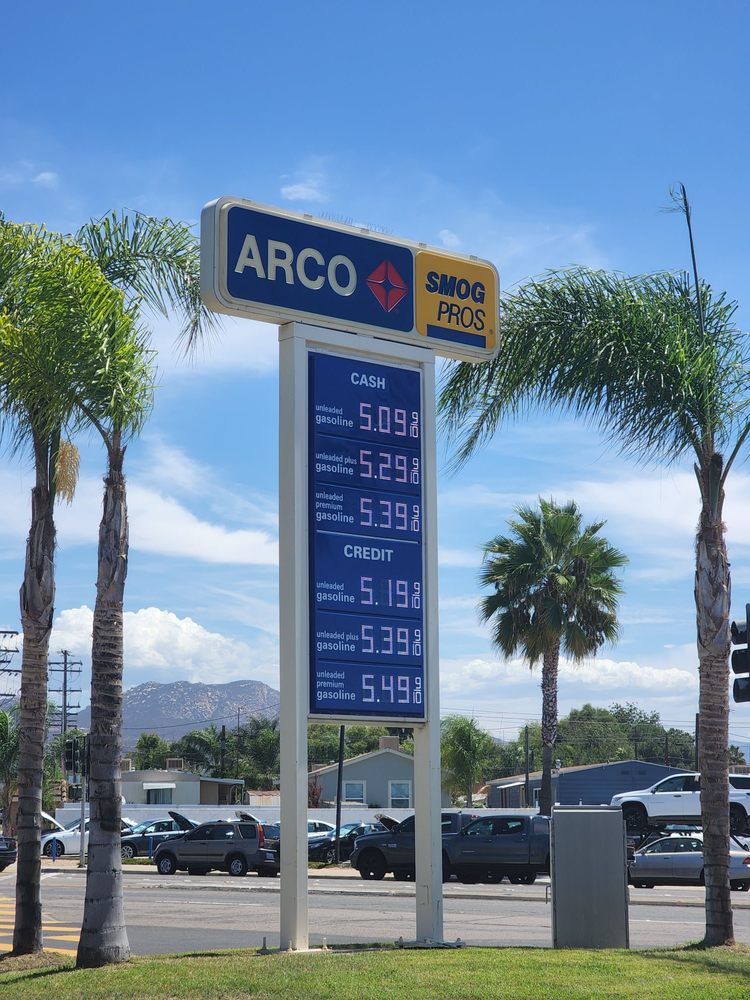 ARCO
SMOG
PROS
CASH
unleaded
gasoline 5.09 9/10
unleaded plus
gasoline 5.29 9/10
unleaded
premium
gasoline 5.39 9/10
CREDIT
unleaded
gasoline 5.19 9/10
unleaded plus
gasoline 5.39 9/10
unleaded
premium
gasoline 5.49 9/10